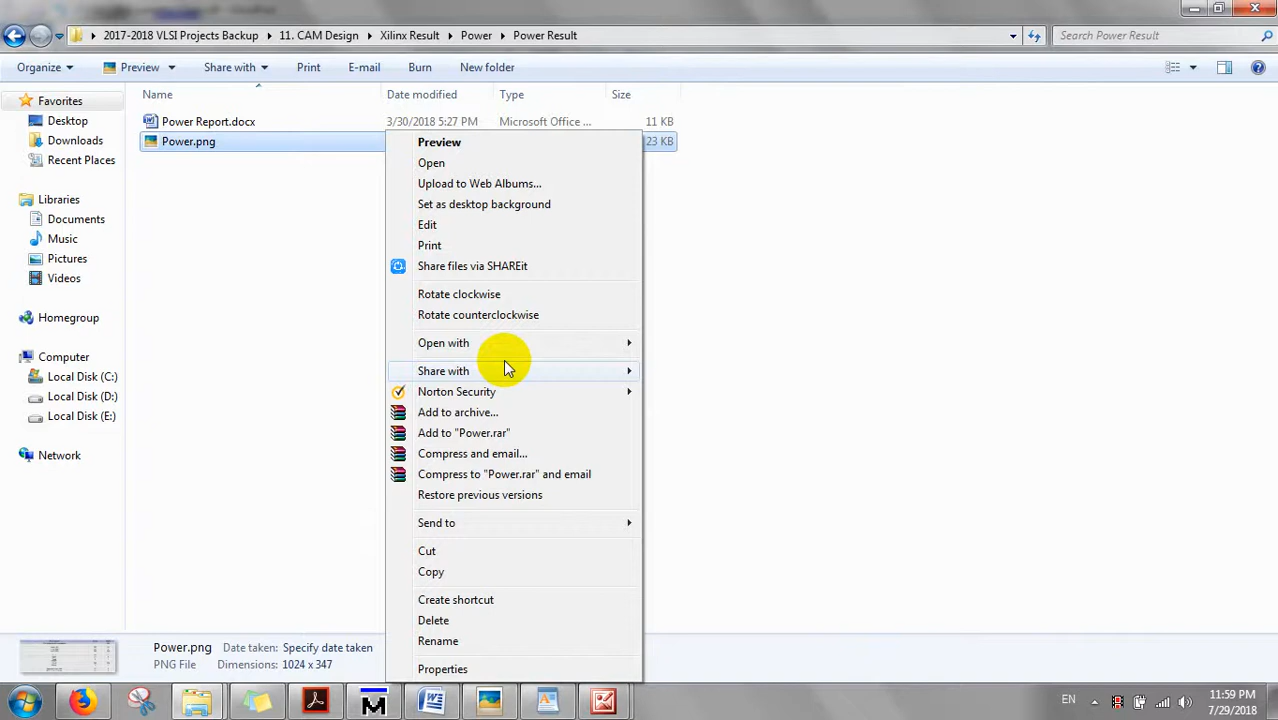 2017-2018 VLSI Projects Backup 11. CAM Design Xilinx Result Power Power Result
Search Power Result
Organize Preview Share with Print E-mail Burn New folder
Name Date modified Type Size
Favorites
Desktop
Downloads
Recent Places
Libraries
Documents
Music
Pictures
Videos
Homegroup
Computer
Local Disk (C:)
Local Disk (D:)
Local Disk (E:)
Network
Power Report.docx 3/30/2018 5:27 PM Microsoft Office ... 11 KB
Power.png 23 KB
Preview
Open
Upload to Web Albums...
Set as desktop background
Edit
Print
Share files via SHAREit
Rotate clockwise
Rotate counterclockwise
Open with
Share with
Norton Security
Add to archive...
Add to "Power.rar"
Compress and email...
Compress to "Power.rar" and email
Restore previous versions
Send to
Cut
Copy
Create shortcut
Delete
Rename
Properties
Power.png Date taken: Specify date taken
PNG File Dimensions: 1024 x 347
EN
11:59 PM
7/29/2018